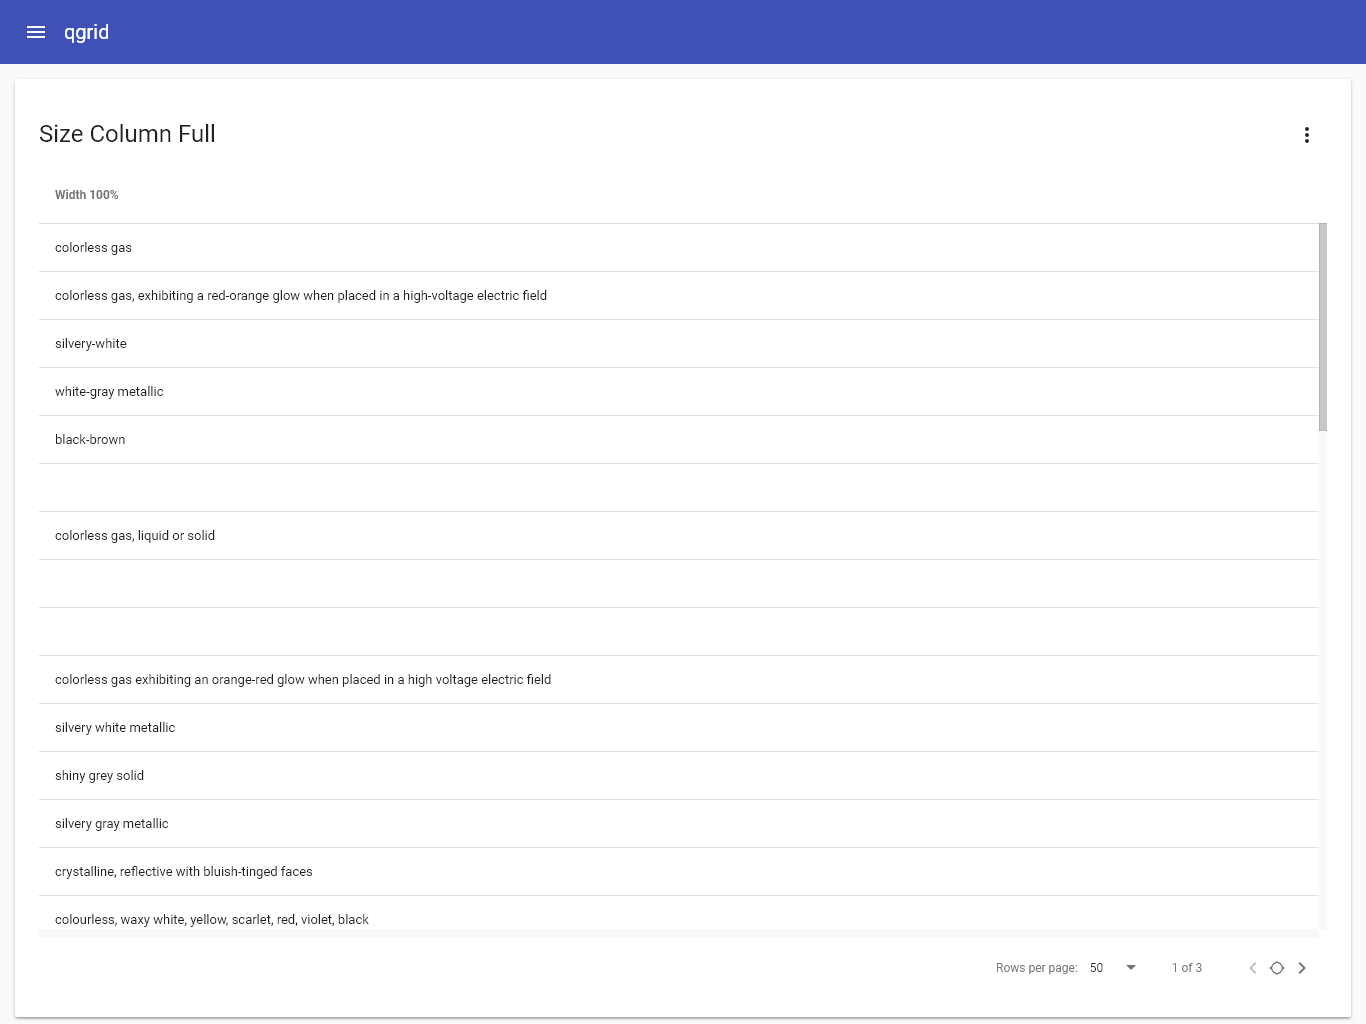 qgrid
Size Column Full
Width 100%
colorless gas
colorless gas, exhibiting a red-orange glow when placed in a high-voltage electric field
silvery-white
white-gray metallic
black-brown
colorless gas, liquid or solid
colorless gas exhibiting an orange-red glow when placed in a high voltage electric field
silvery white metallic
shiny grey solid
silvery gray metallic
crystalline, reflective with bluish-tinged faces
colourless, waxy white, yellow, scarlet, red, violet, black
Rows per page: 50 1 of 3